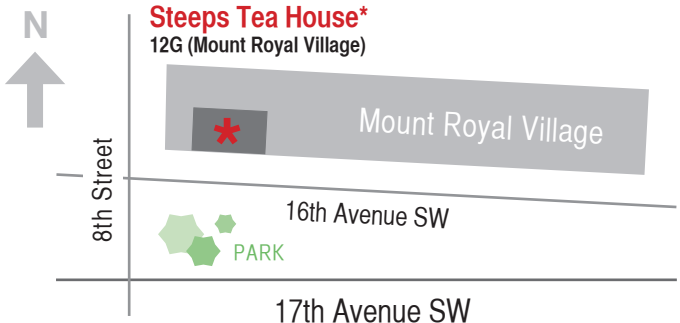 N
Steeps Tea House*
12G (Mount Royal Village)
*
Mount Royal Village
8th Street
16th Avenue SW
PARK
17th Avenue SW